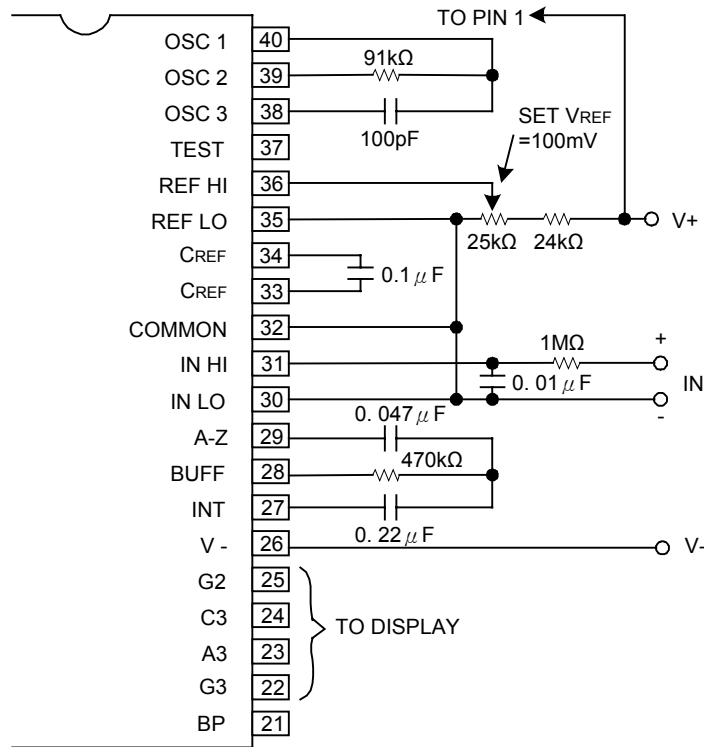 TO PIN 1
OSC 1 40
91kΩ
OSC 2 39
OSC 3 38
100pF
SET VREF
=100mV
TEST 37
REF HI 36
REF LO 35
25kΩ 24kΩ
V+
CREF 34
0.1μF
CREF 33
COMMON 32
1MΩ
+
IN HI 31
0. 01μF
IN
IN LO 30
-
0. 047μF
A-Z 29
470kΩ
BUFF 28
INT 27
0. 22μF
V - 26
V-
G2 25
C3 24
TO DISPLAY
A3 23
G3 22
BP 21